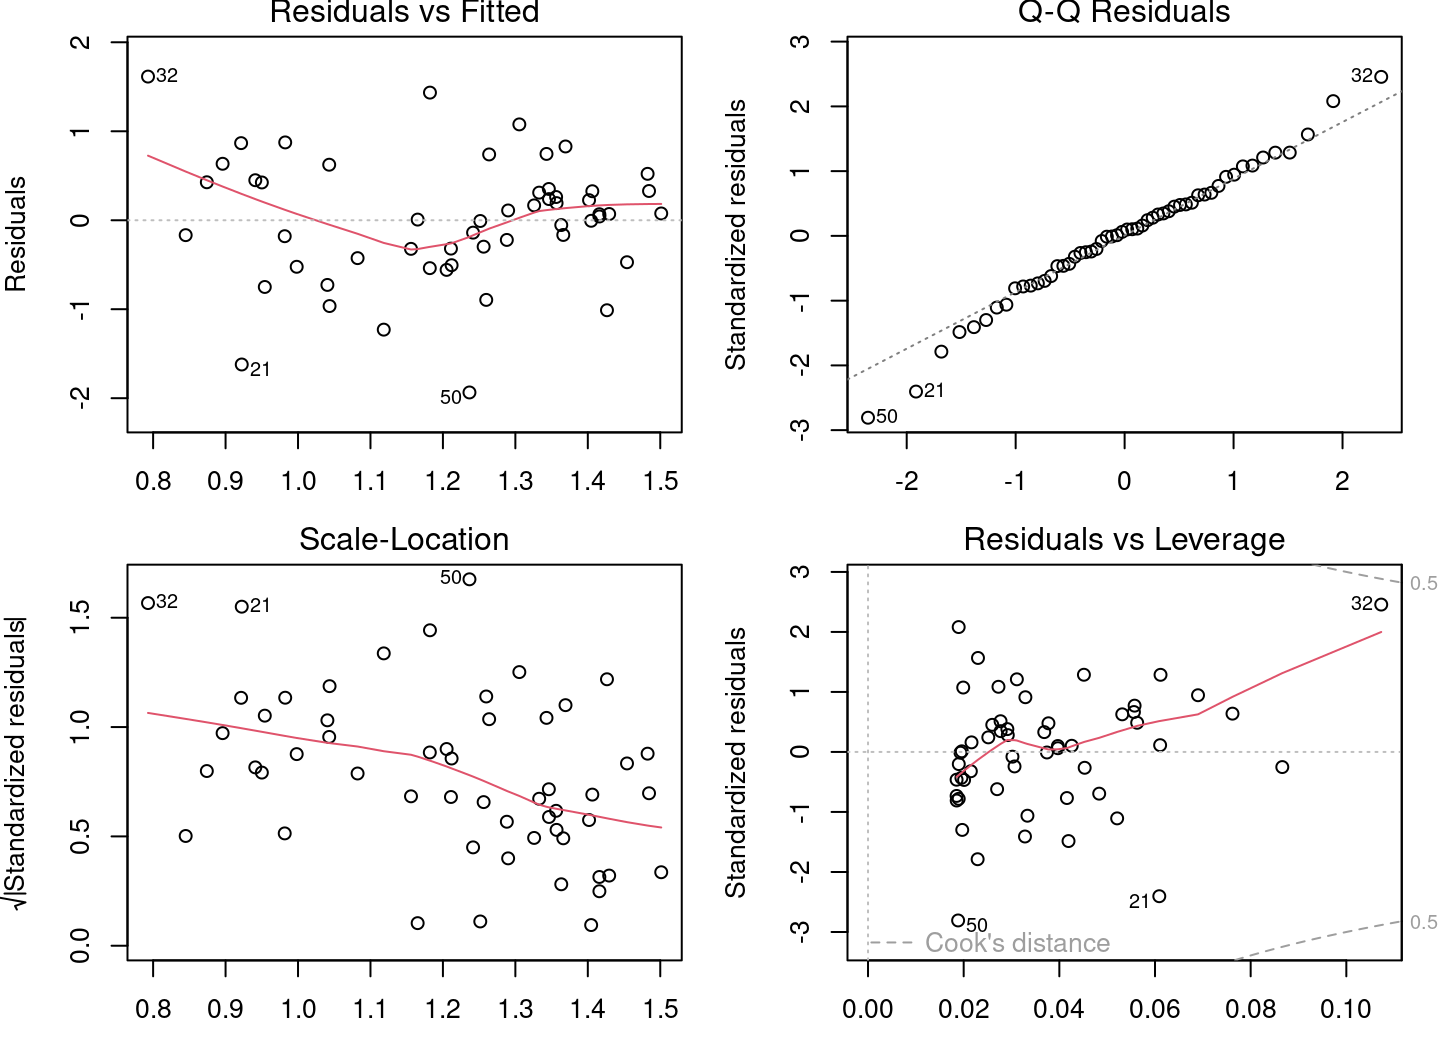 Residuals vs Fitted
Residuals
2
1
0
-1
-2
32
21
50
0.8 0.9 1.0 1.1 1.2 1.3 1.4 1.5
Q-Q Residuals
Standardized residuals
3
2
1
0
-1
-2
-3
32
21
50
-2 -1 0 1 2
Scale-Location
√|Standardized residuals|
1.5
1.0
0.5
0.0
50
32
21
0.8 0.9 1.0 1.1 1.2 1.3 1.4 1.5
Residuals vs Leverage
Standardized residuals
3
2
1
0
-1
-2
-3
0.5
32
21
50
0.5
Cook's distance
0.00 0.02 0.04 0.06 0.08 0.10